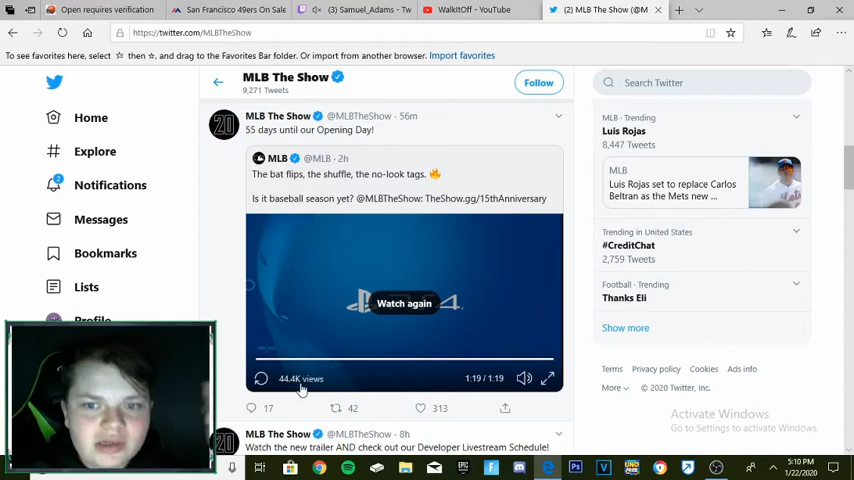 Open requires verification
San Francisco 49ers On Sale
(3) Samuel_Adams - Tw
WalkItOff - YouTube
(2) MLB The Show (@M
https://twitter.com/MLBTheShow
To see favorites here, select then , and drag to the Favorites Bar folder. Or import from another browser. Import favorites
MLB The Show
9,271 Tweets
Follow
Search Twitter
Home
Explore
2
Notifications
Messages
Bookmarks
Lists
Profile
20
MLB The Show @MLBTheShow · 56m
55 days until our Opening Day!
MLB @MLB · 2h
The bat flips, the shuffle, the no-look tags. 🔥
Is it baseball season yet? @MLBTheShow: TheShow.gg/15thAnniversary
Watch again
44.4K views
1:19 / 1:19
17
42
313
20
MLB The Show @MLBTheShow · 8h
Watch the new trailer AND check out our Developer Livestream Schedule!
MLB · Trending
Luis Rojas
8,447 Tweets
MLB
Luis Rojas set to replace Carlos
Beltran as the Mets new ...
Trending in United States
#CreditChat
2,759 Tweets
Football · Trending
Thanks Eli
Show more
Terms Privacy policy Cookies Ads info
More © 2020 Twitter, Inc.
Activate Windows
Go to Settings to activate Windows.
EPIC
Ps
V
UNO
FREE
5:10 PM
1/22/2020